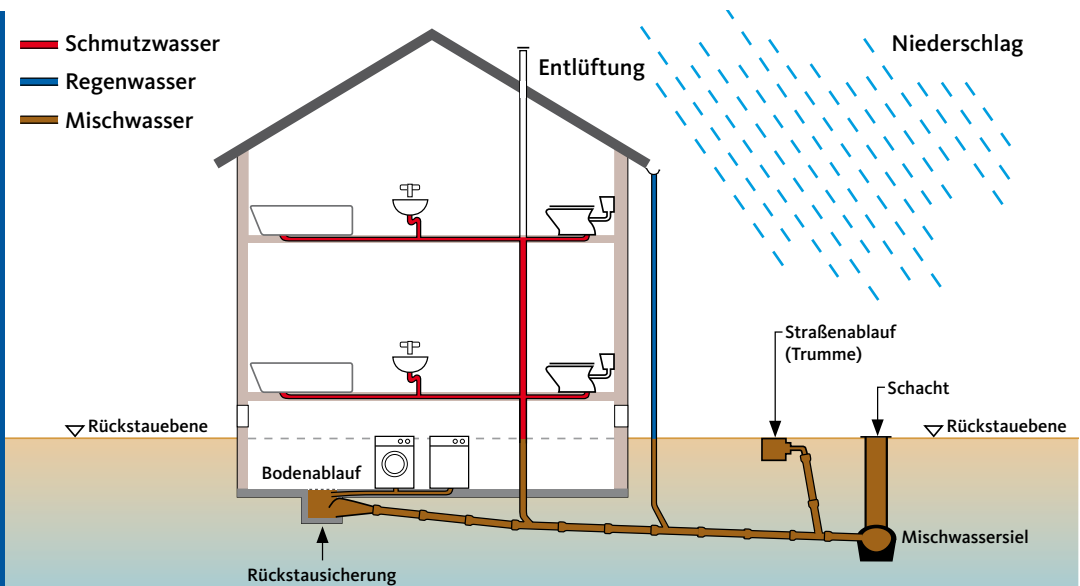 Schmutzwasser
Regenwasser
Mischwasser
Entlüftung
Niederschlag
Straßenablauf
(Trumme)
Schacht
Rückstauebene
Rückstauebene
Bodenablauf
Mischwassersiel
Rückstausicherung